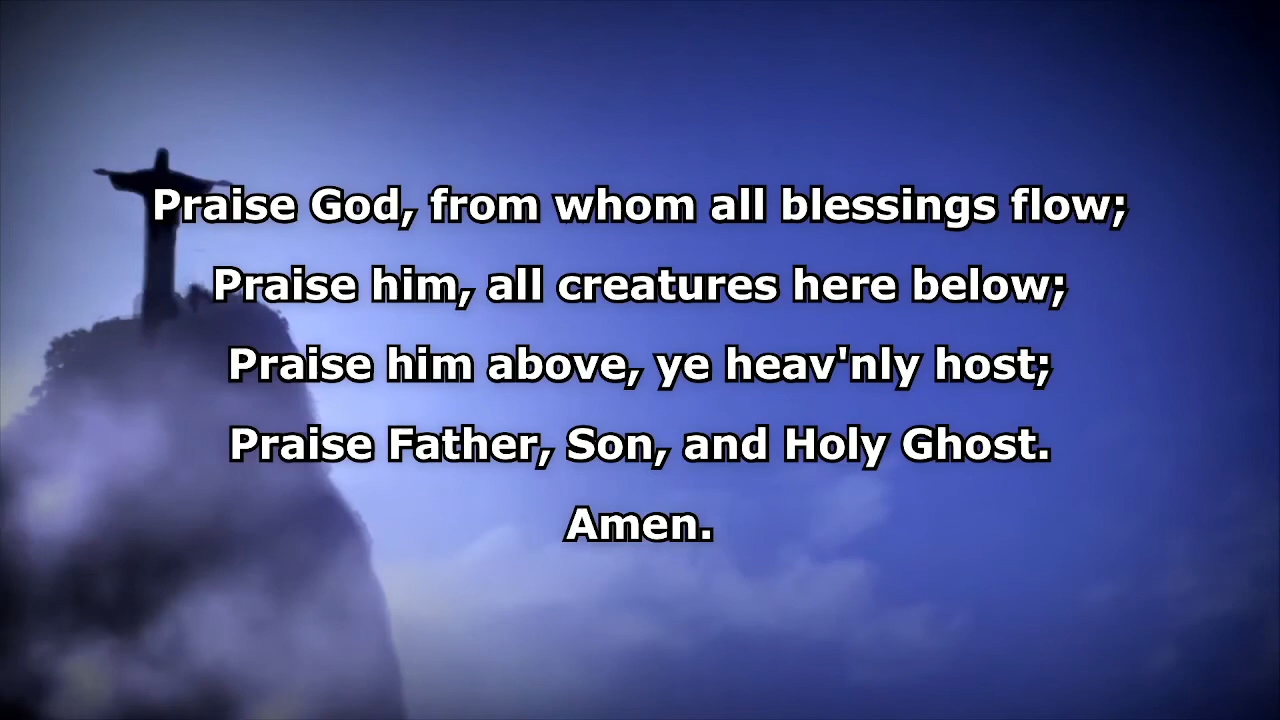 Praise God, from whom all blessings flow;
Praise him, all creatures here below;
Praise him above, ye heav'nly host;
Praise Father, Son, and Holy Ghost.
Amen.